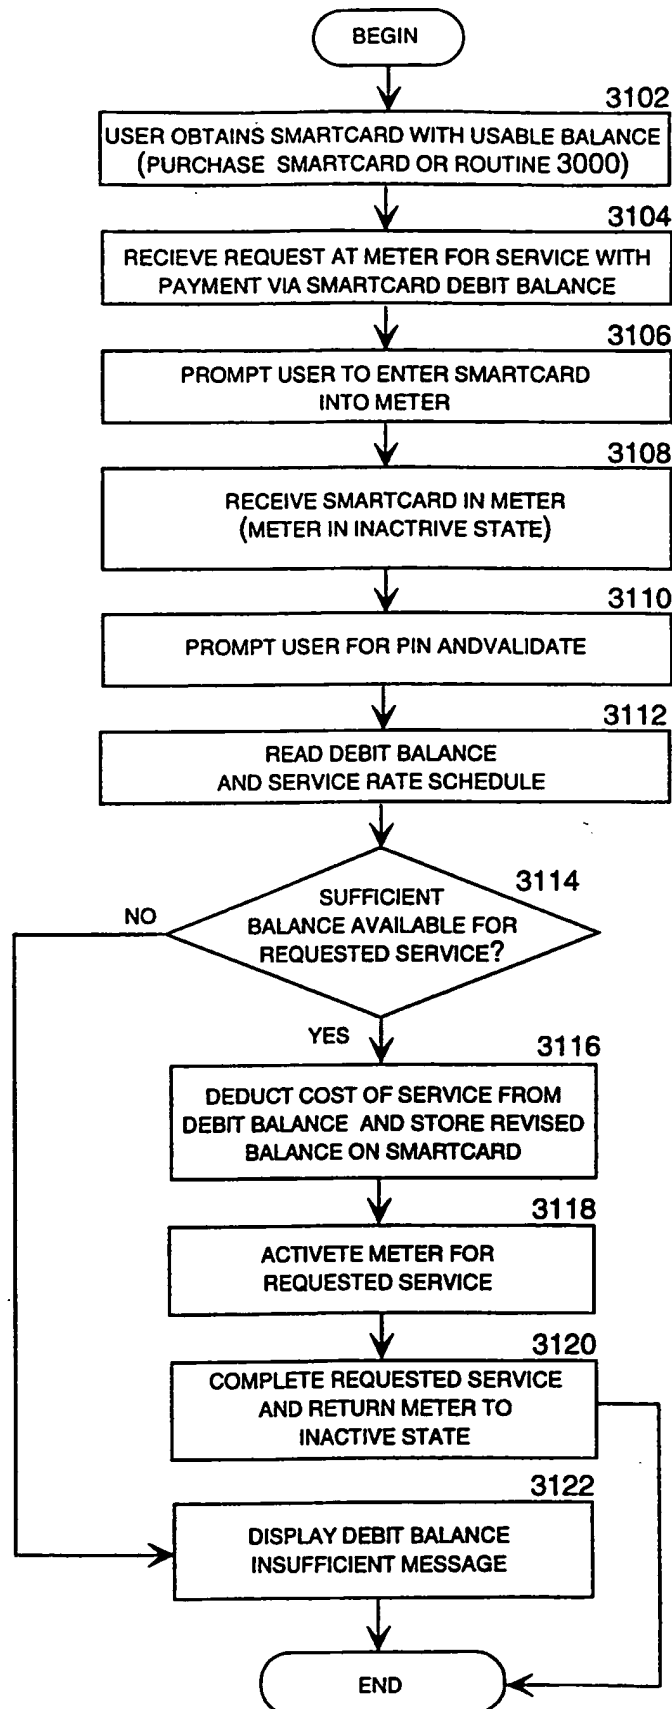 BEGIN
3102
USER OBTAINS SMARTCARD WITH USABLE BALANCE
(PURCHASE SMARTCARD OR ROUTINE 3000)
3104
RECIEVE REQUEST AT METER FOR SERVICE WITH
PAYMENT VIA SMARTCARD DEBIT BALANCE
3106
PROMPT USER TO ENTER SMARTCARD
INTO METER
3108
RECEIVE SMARTCARD IN METER
(METER IN INACTRIVE STATE)
3110
PROMPT USER FOR PIN ANDVALIDATE
3112
READ DEBIT BALANCE
AND SERVICE RATE SCHEDULE
3114
SUFFICIENT
BALANCE AVAILABLE FOR
REQUESTED SERVICE?
NO
YES
3116
DEDUCT COST OF SERVICE FROM
DEBIT BALANCE AND STORE REVISED
BALANCE ON SMARTCARD
3118
ACTIVETE METER FOR
REQUESTED SERVICE
3120
COMPLETE REQUESTED SERVICE
AND RETURN METER TO
INACTIVE STATE
3122
DISPLAY DEBIT BALANCE
INSUFFICIENT MESSAGE
END